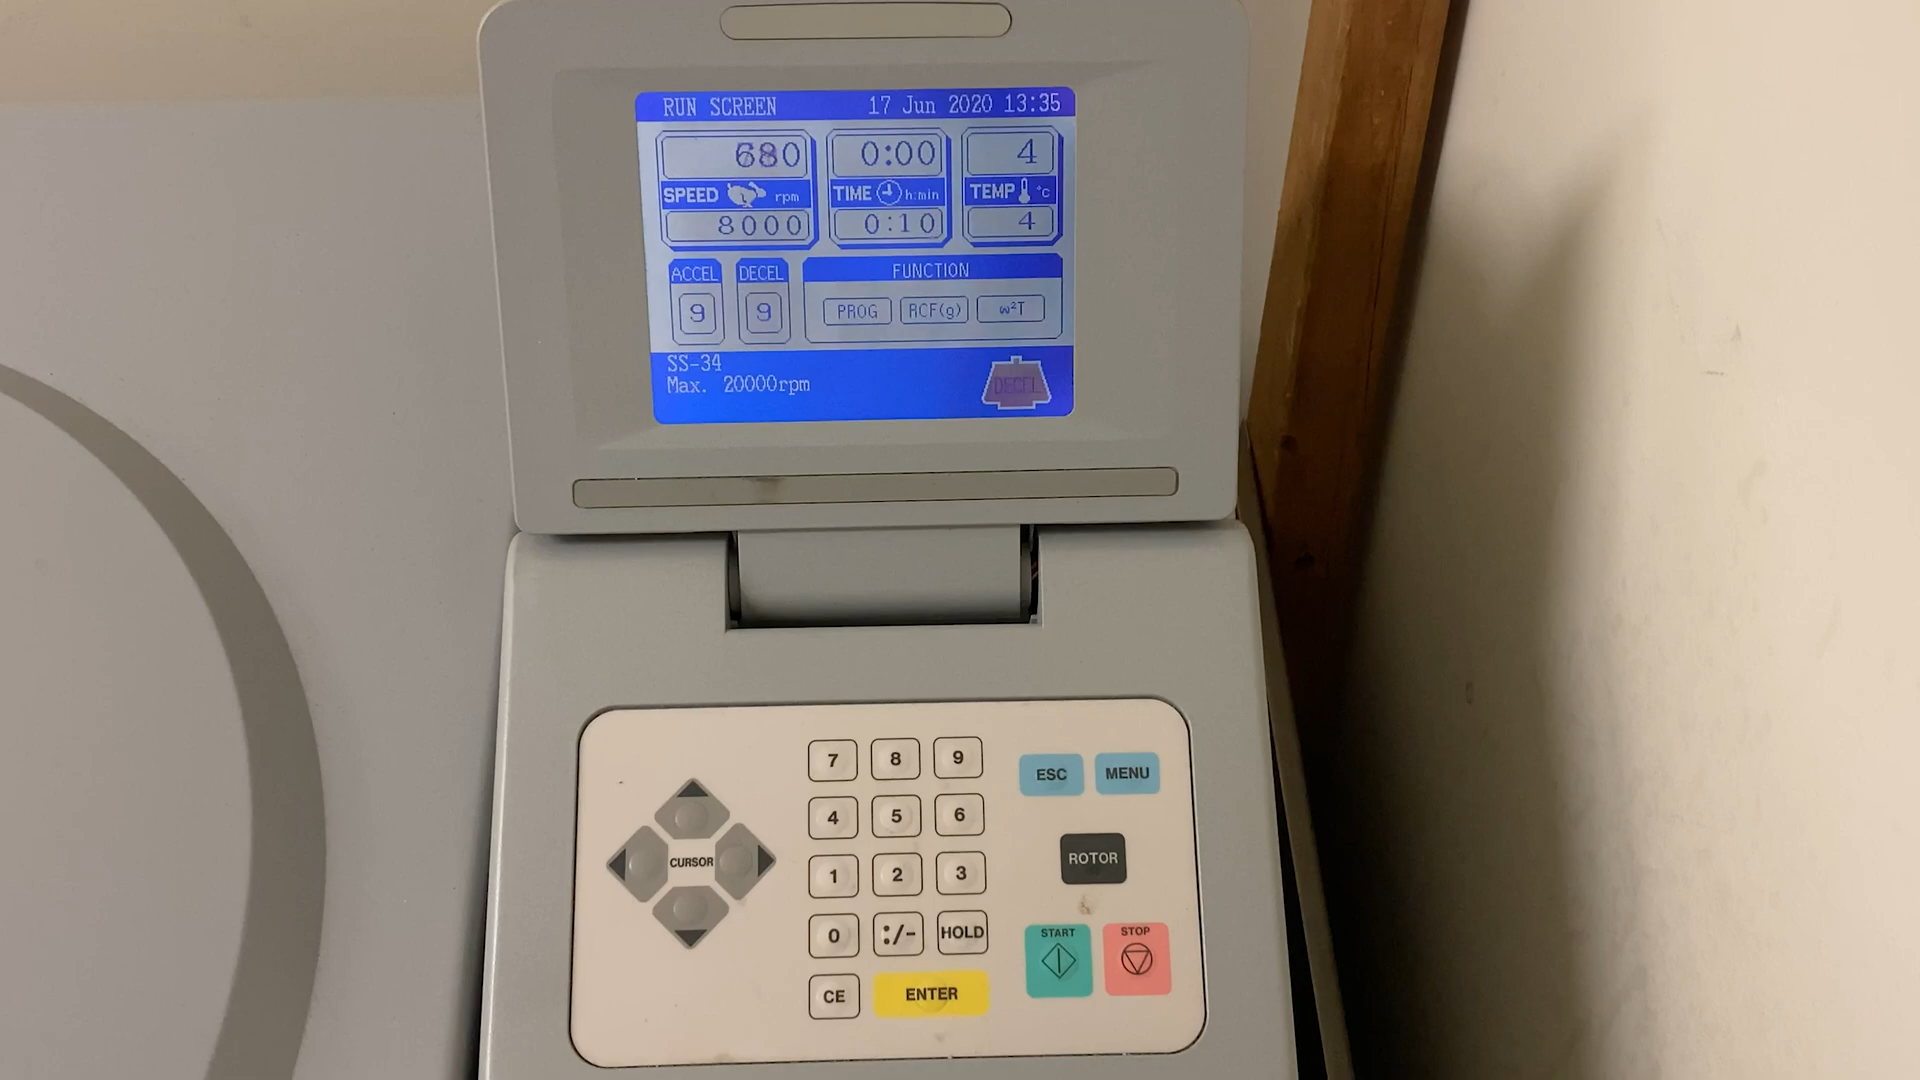 RUN SCREEN 17 Jun 2020 13:35
680 0:00 4
SPEED rpm TIME h:min TEMP °C
8000 0:10 4
ACCEL DECEL FUNCTION
9 9 PROG RCF(g) ω²T
SS-34
Max. 20000rpm
DECEL
7 8 9 ESC MENU
4 5 6
CURSOR ROTOR
1 2 3
0 :/- HOLD START STOP
CE ENTER